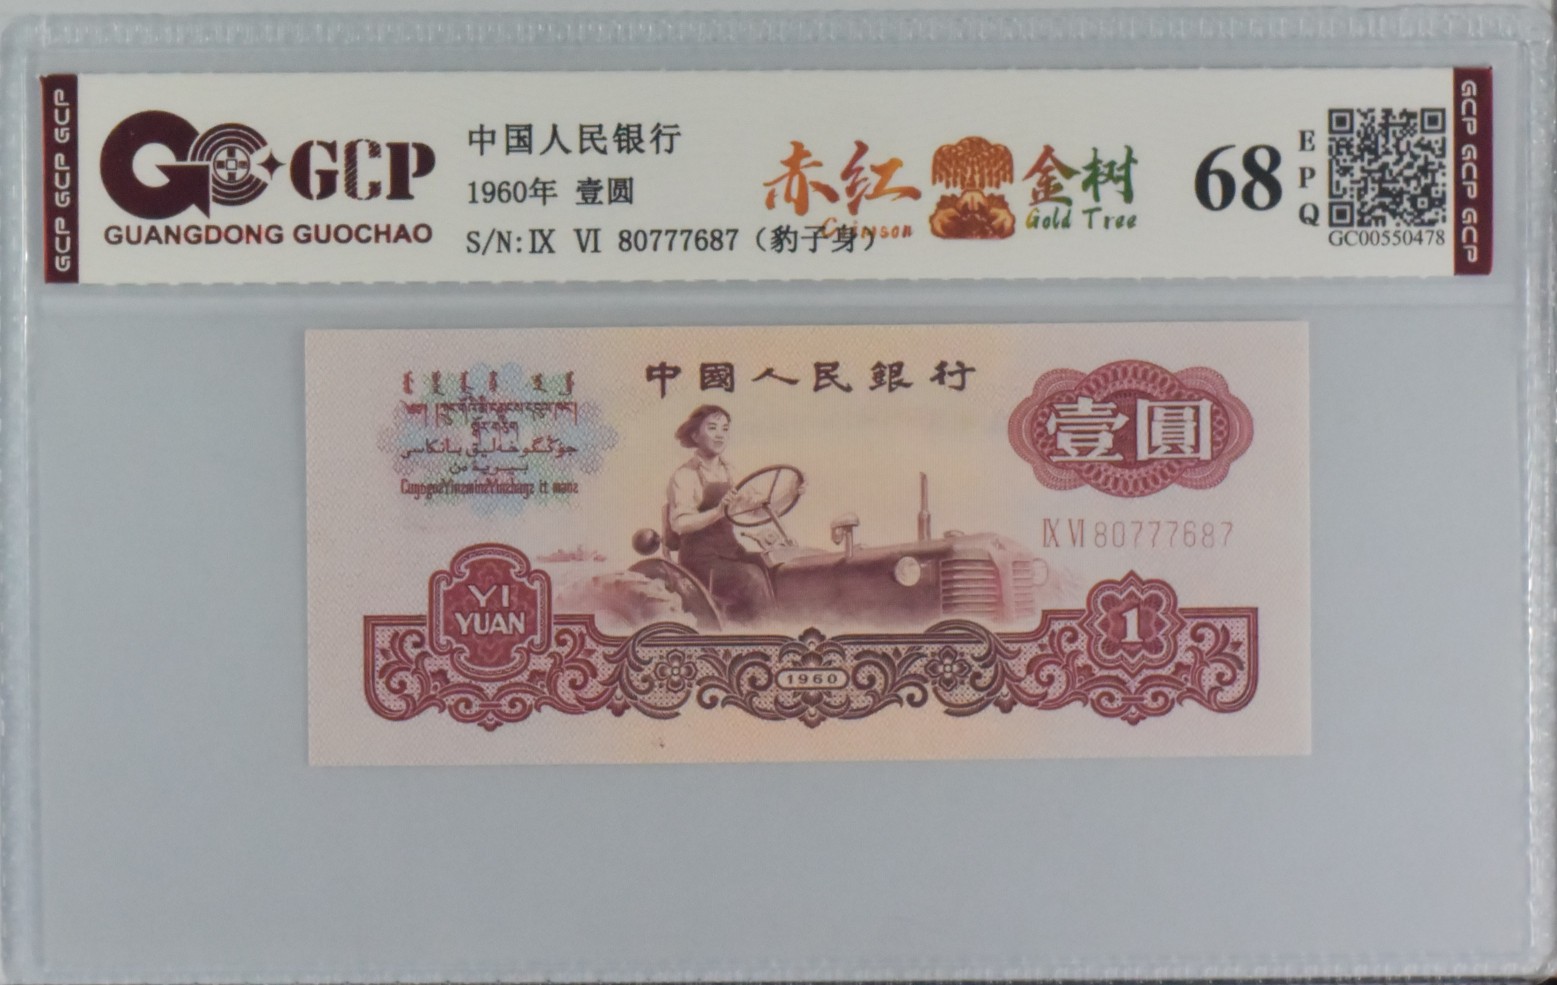 GCP GCP GCP
GCP
GUANGDONG GUOCHAO
中国人民银行
1960年 壹圆
S/N:Ⅸ Ⅵ 80777687（豹子身）
赤红 金树
Crimson Gold Tree
68
EPQ
GC00550478
GCP GCP GCP
中國人民銀行
壹圓
Ⅸ Ⅵ 80777687
YI
YUAN
1960
1